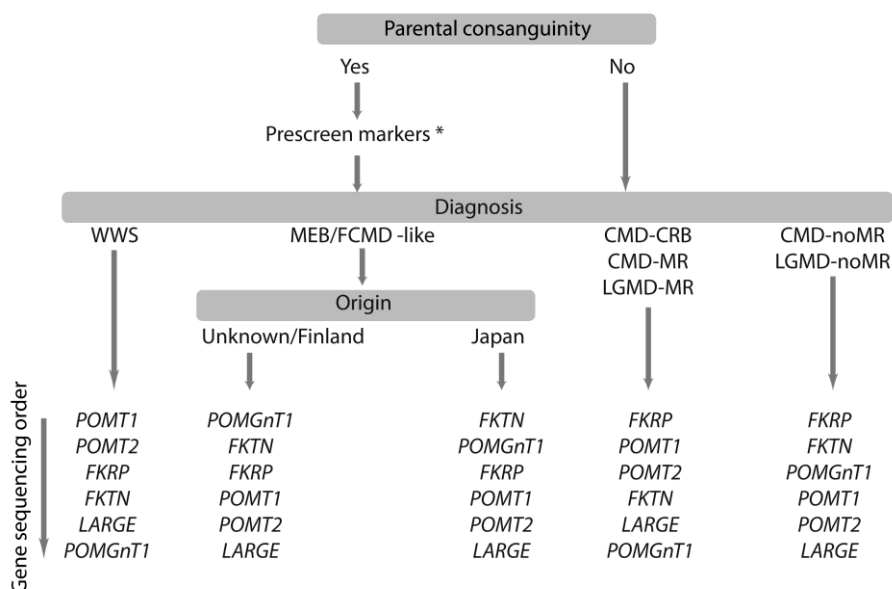 Parental consanguinity
Yes No
Prescreen markers *
Diagnosis
WWS MEB/FCMD -like CMD-CRB CMD-noMR
CMD-MR LGMD-noMR
LGMD-MR
Origin
Unknown/Finland Japan
Gene sequencing order
POMT1 POMGnT1 FKTN FKRP FKRP
POMT2 FKTN POMGnT1 POMT1 FKTN
FKRP FKRP FKRP POMT2 POMGnT1
FKTN POMT1 POMT1 FKTN POMT1
LARGE POMT2 POMT2 LARGE POMT2
POMGnT1 LARGE LARGE POMGnT1 LARGE